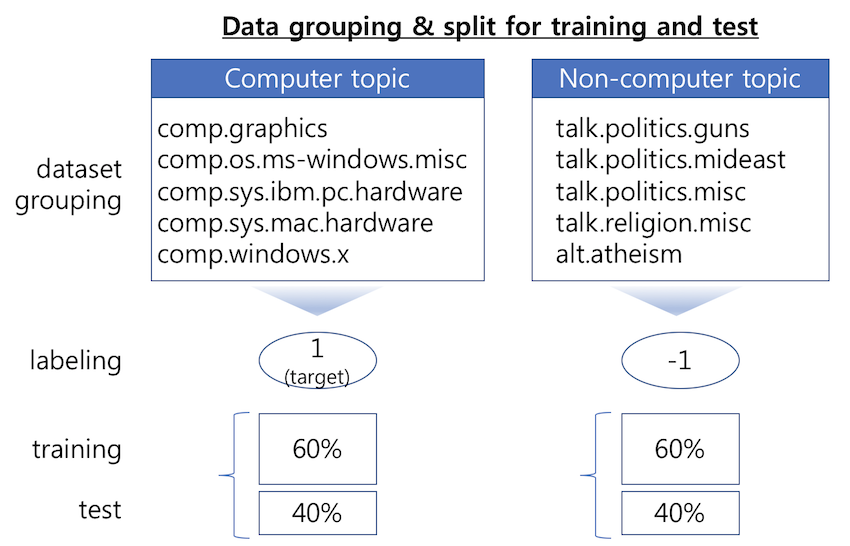 Data grouping & split for training and test
Computer topic
Non-computer topic
dataset
grouping
comp.graphics
comp.os.ms-windows.misc
comp.sys.ibm.pc.hardware
comp.sys.mac.hardware
comp.windows.x
talk.politics.guns
talk.politics.mideast
talk.politics.misc
talk.religion.misc
alt.atheism
labeling
1
(target)
-1
training
60%
60%
test
40%
40%